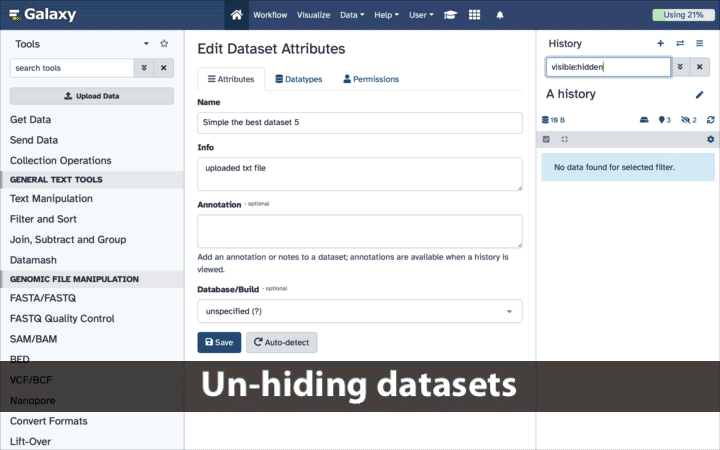 Galaxy
Workflow Visualize Data Help User
Using 21%
Tools
search tools
Upload Data
Get Data
Send Data
Collection Operations
GENERAL TEXT TOOLS
Text Manipulation
Filter and Sort
Join, Subtract and Group
Datamash
GENOMIC FILE MANIPULATION
FASTA/FASTQ
FASTQ Quality Control
SAM/BAM
BED
VCF/BCF
Nanopore
Convert Formats
Lift-Over
Edit Dataset Attributes
Attributes Datatypes Permissions
Name
Simple the best dataset 5
Info
uploaded txt file
Annotation - optional
Add an annotation or notes to a dataset; annotations are available when a history is
viewed.
Database/Build - optional
unspecified (?)
Save Auto-detect
History
visible:hidden
A history
10 B 3 2
No data found for selected filter.
Un-hiding datasets